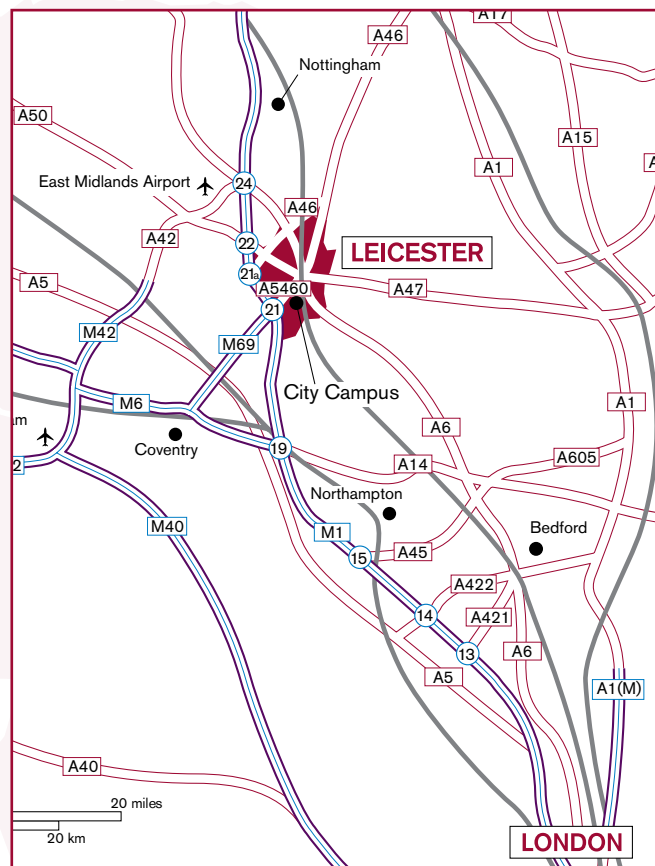 A17
A46
Nottingham
A50
A15
A1
A
East Midlands Airport
24
A46
A42
22
LEICESTER
21a
A5
A5460
A47
21
M42
M69
City Campus
M6
A1
am
A6
Coventry
19
A605
A14
2
Northampton
M40
M1
Bedford
A45
15
A422
14
A421
13
A6
A5
A1(M)
A40
20 miles
20 km
LONDON